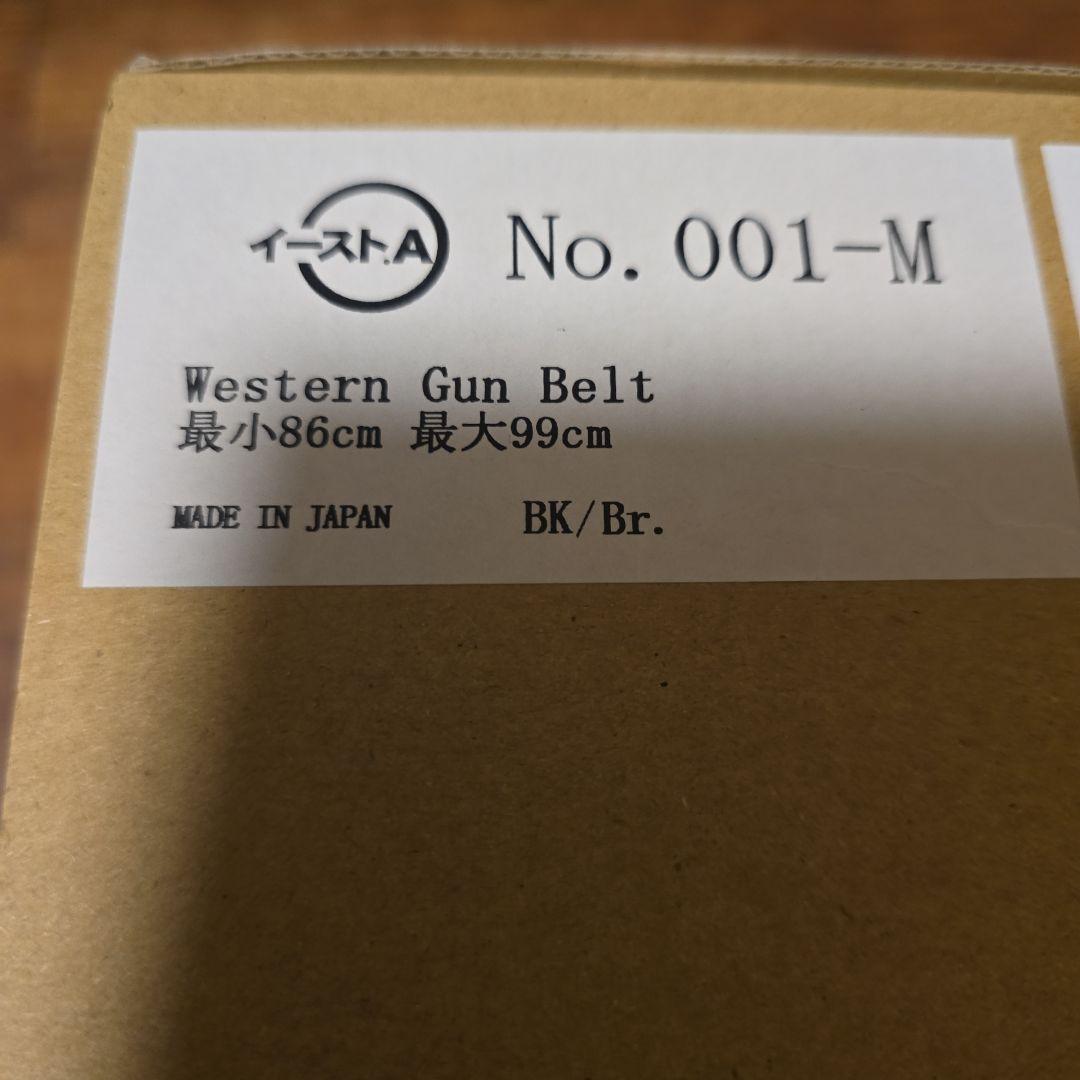 イースト.A
No.001-M
Western Gun Belt
最小86cm 最大99cm
MADE IN JAPAN BK/Br.